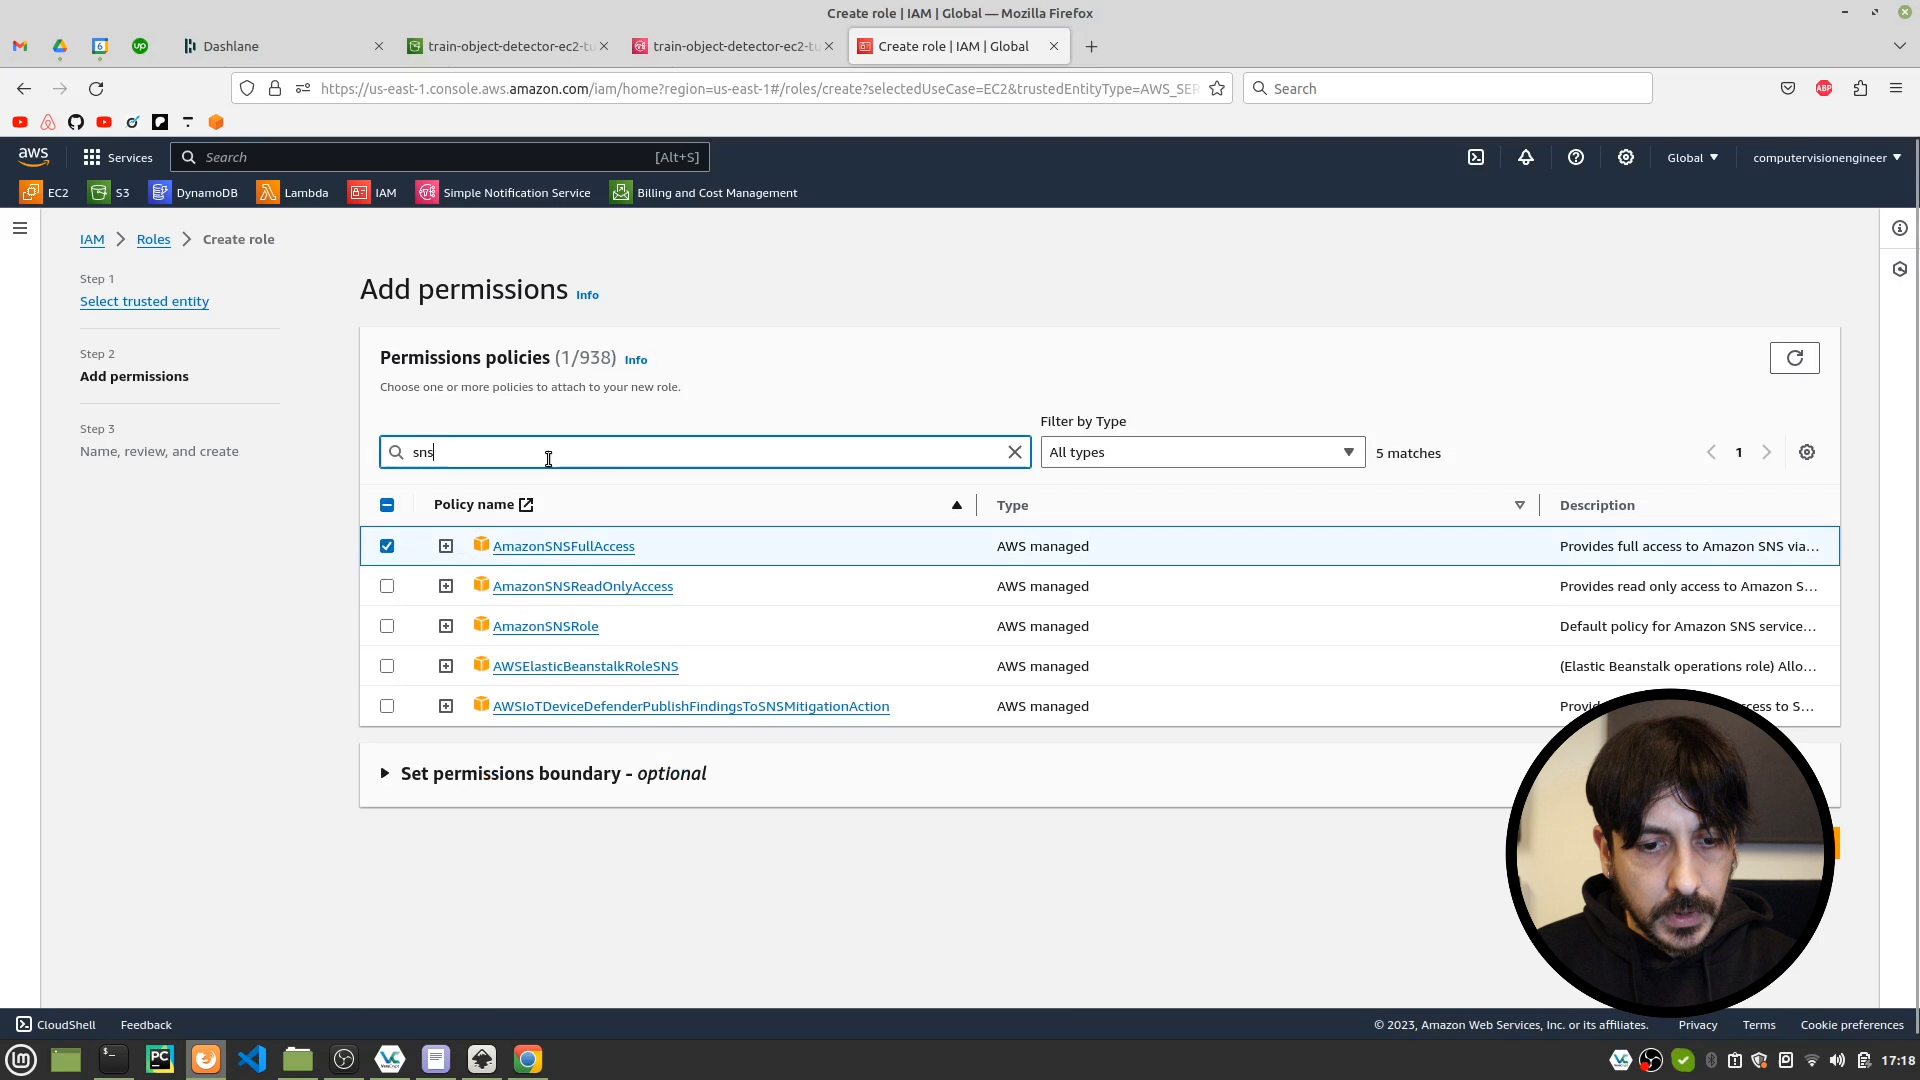 Create role | IAM | Global — Mozilla Firefox
Dashlane
train-object-detector-ec2-tu
train-object-detector-ec2-tu
Create role | IAM | Global
https://us-east-1.console.aws.amazon.com/iam/home?region=us-east-1#/roles/create?selectedUseCase=EC2&trustedEntityType=AWS_SER
Search
ABP
aws
Services
Search
[Alt+S]
Global
computervisionengineer
EC2
S3
DynamoDB
Lambda
IAM
Simple Notification Service
Billing and Cost Management
IAM
Roles
Create role
Step 1
Select trusted entity
Step 2
Add permissions
Step 3
Name, review, and create
Add permissions Info
Permissions policies (1/938) Info
Choose one or more policies to attach to your new role.
Filter by Type
sns
All types
5 matches
1
Policy name
Type
Description
AmazonSNSFullAccess
AWS managed
Provides full access to Amazon SNS via...
AmazonSNSReadOnlyAccess
AWS managed
Provides read only access to Amazon S...
AmazonSNSRole
AWS managed
Default policy for Amazon SNS service...
AWSElasticBeanstalkRoleSNS
AWS managed
(Elastic Beanstalk operations role) Allo...
AWSIoTDeviceDefenderPublishFindingsToSNSMitigationAction
AWS managed
to S...
Set permissions boundary - optional
CloudShell
Feedback
© 2023, Amazon Web Services, Inc. or its affiliates.
Privacy
Terms
Cookie preferences
PC
17:18